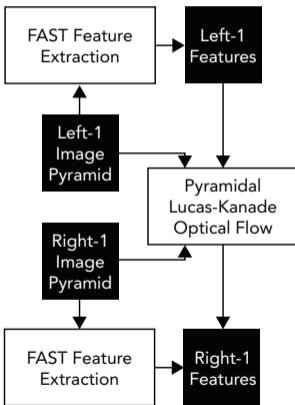 FAST Feature
Extraction
Left-1
Features
Left-1
Image
Pyramid
Pyramidal
Lucas-Kanade
Optical Flow
Right-1
Image
Pyramid
FAST Feature
Extraction
Right-1
Features